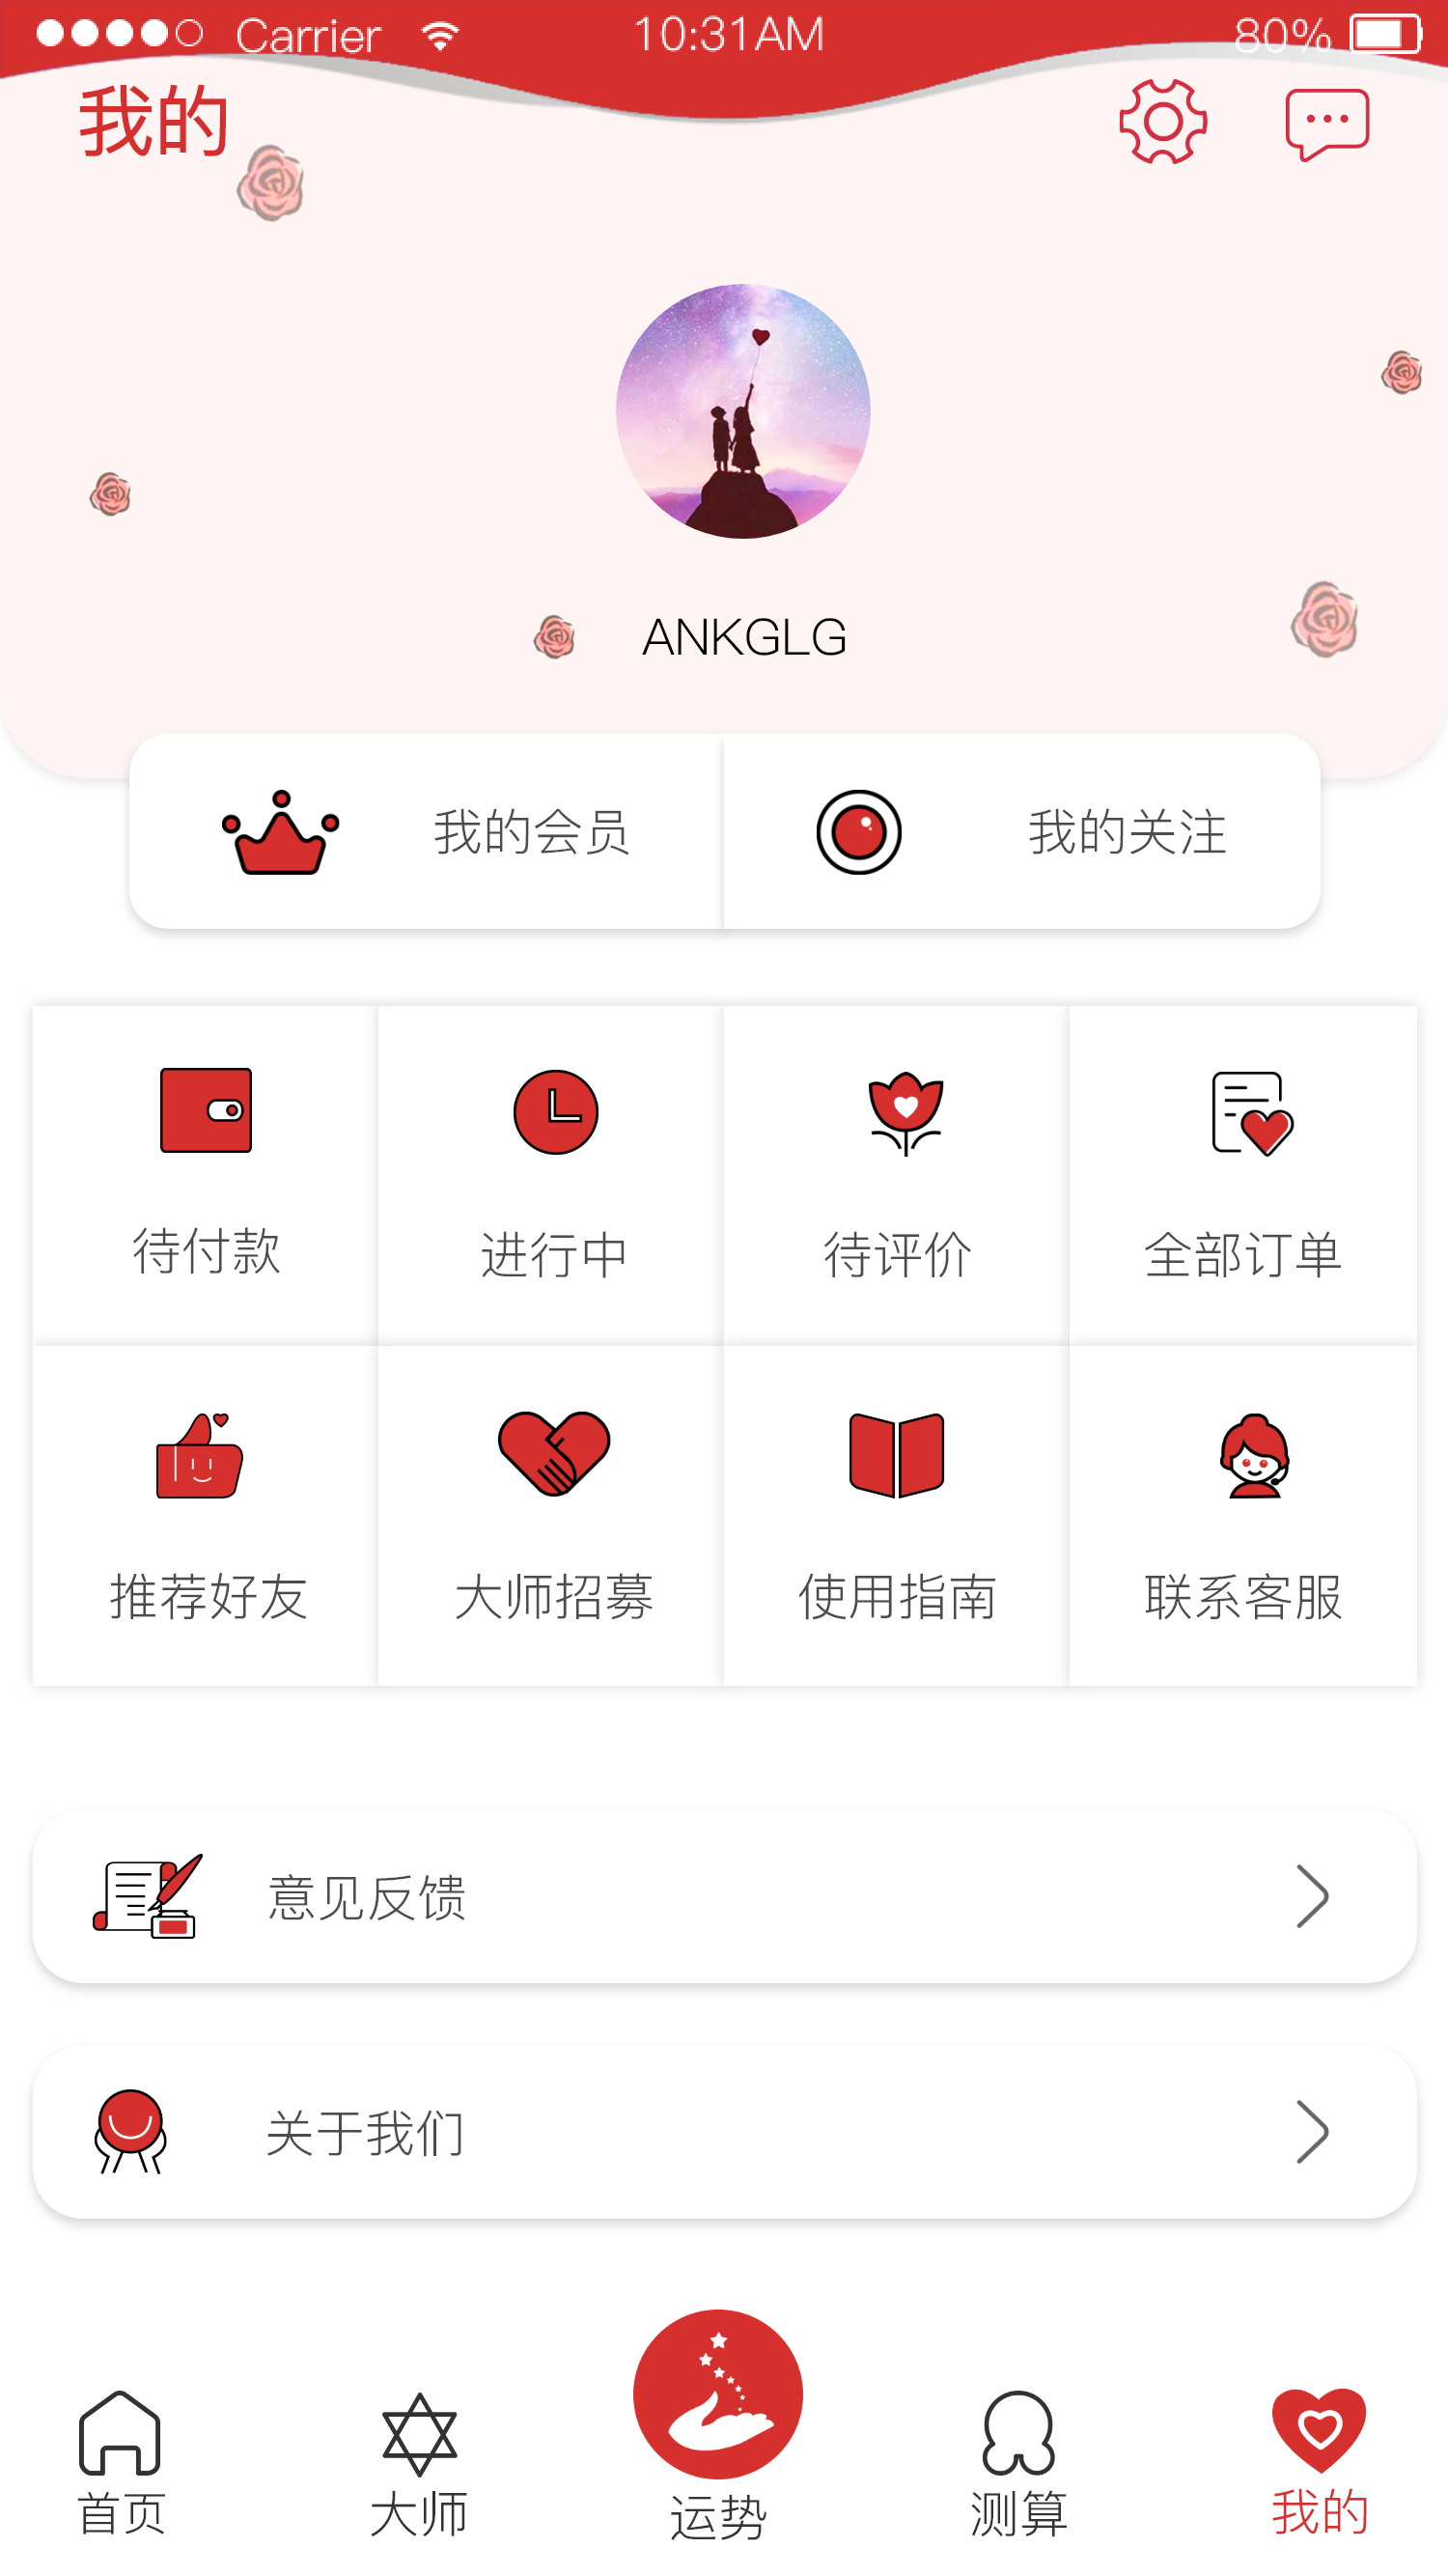 Carrier 10:31AM 80%
我的
ANKGLG
我的会员 我的关注
待付款 进行中 待评价 全部订单
推荐好友 大师招募 使用指南 联系客服
意见反馈
关于我们
首页 大师 运势 测算 我的